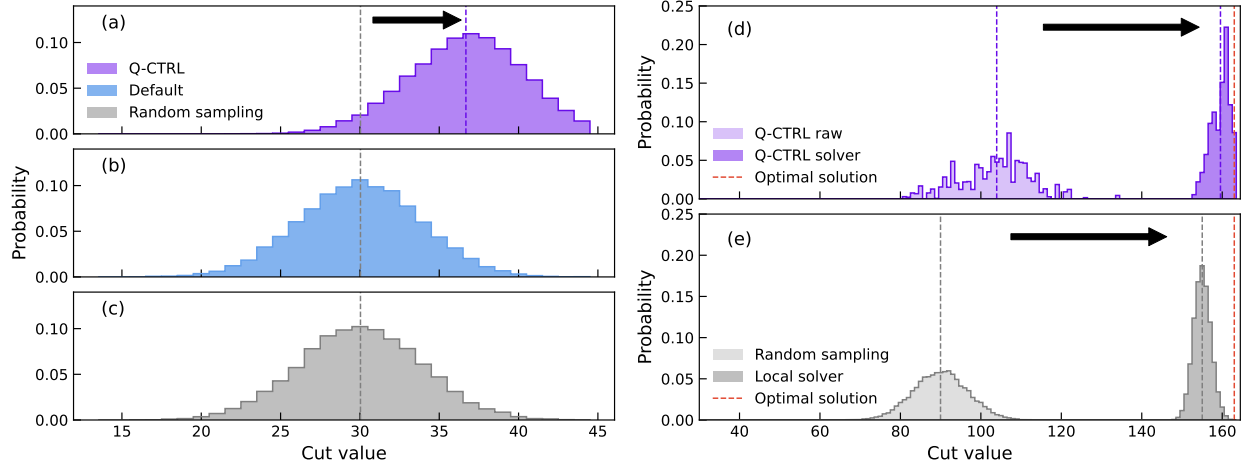 (a)
Q-CTRL
Default
Random sampling
0.10
0.05
0.00
(b)
0.10
0.05
0.00
Probability
(c)
0.10
0.05
0.00
15 20 25 30 35 40 45
Cut value
(d)
Q-CTRL raw
Q-CTRL solver
Optimal solution
0.25
0.20
0.15
0.10
0.05
0.00
Probability
(e)
Random sampling
Local solver
Optimal solution
0.25
0.20
0.15
0.10
0.05
0.00
Probability
40 60 80 100 120 140 160
Cut value